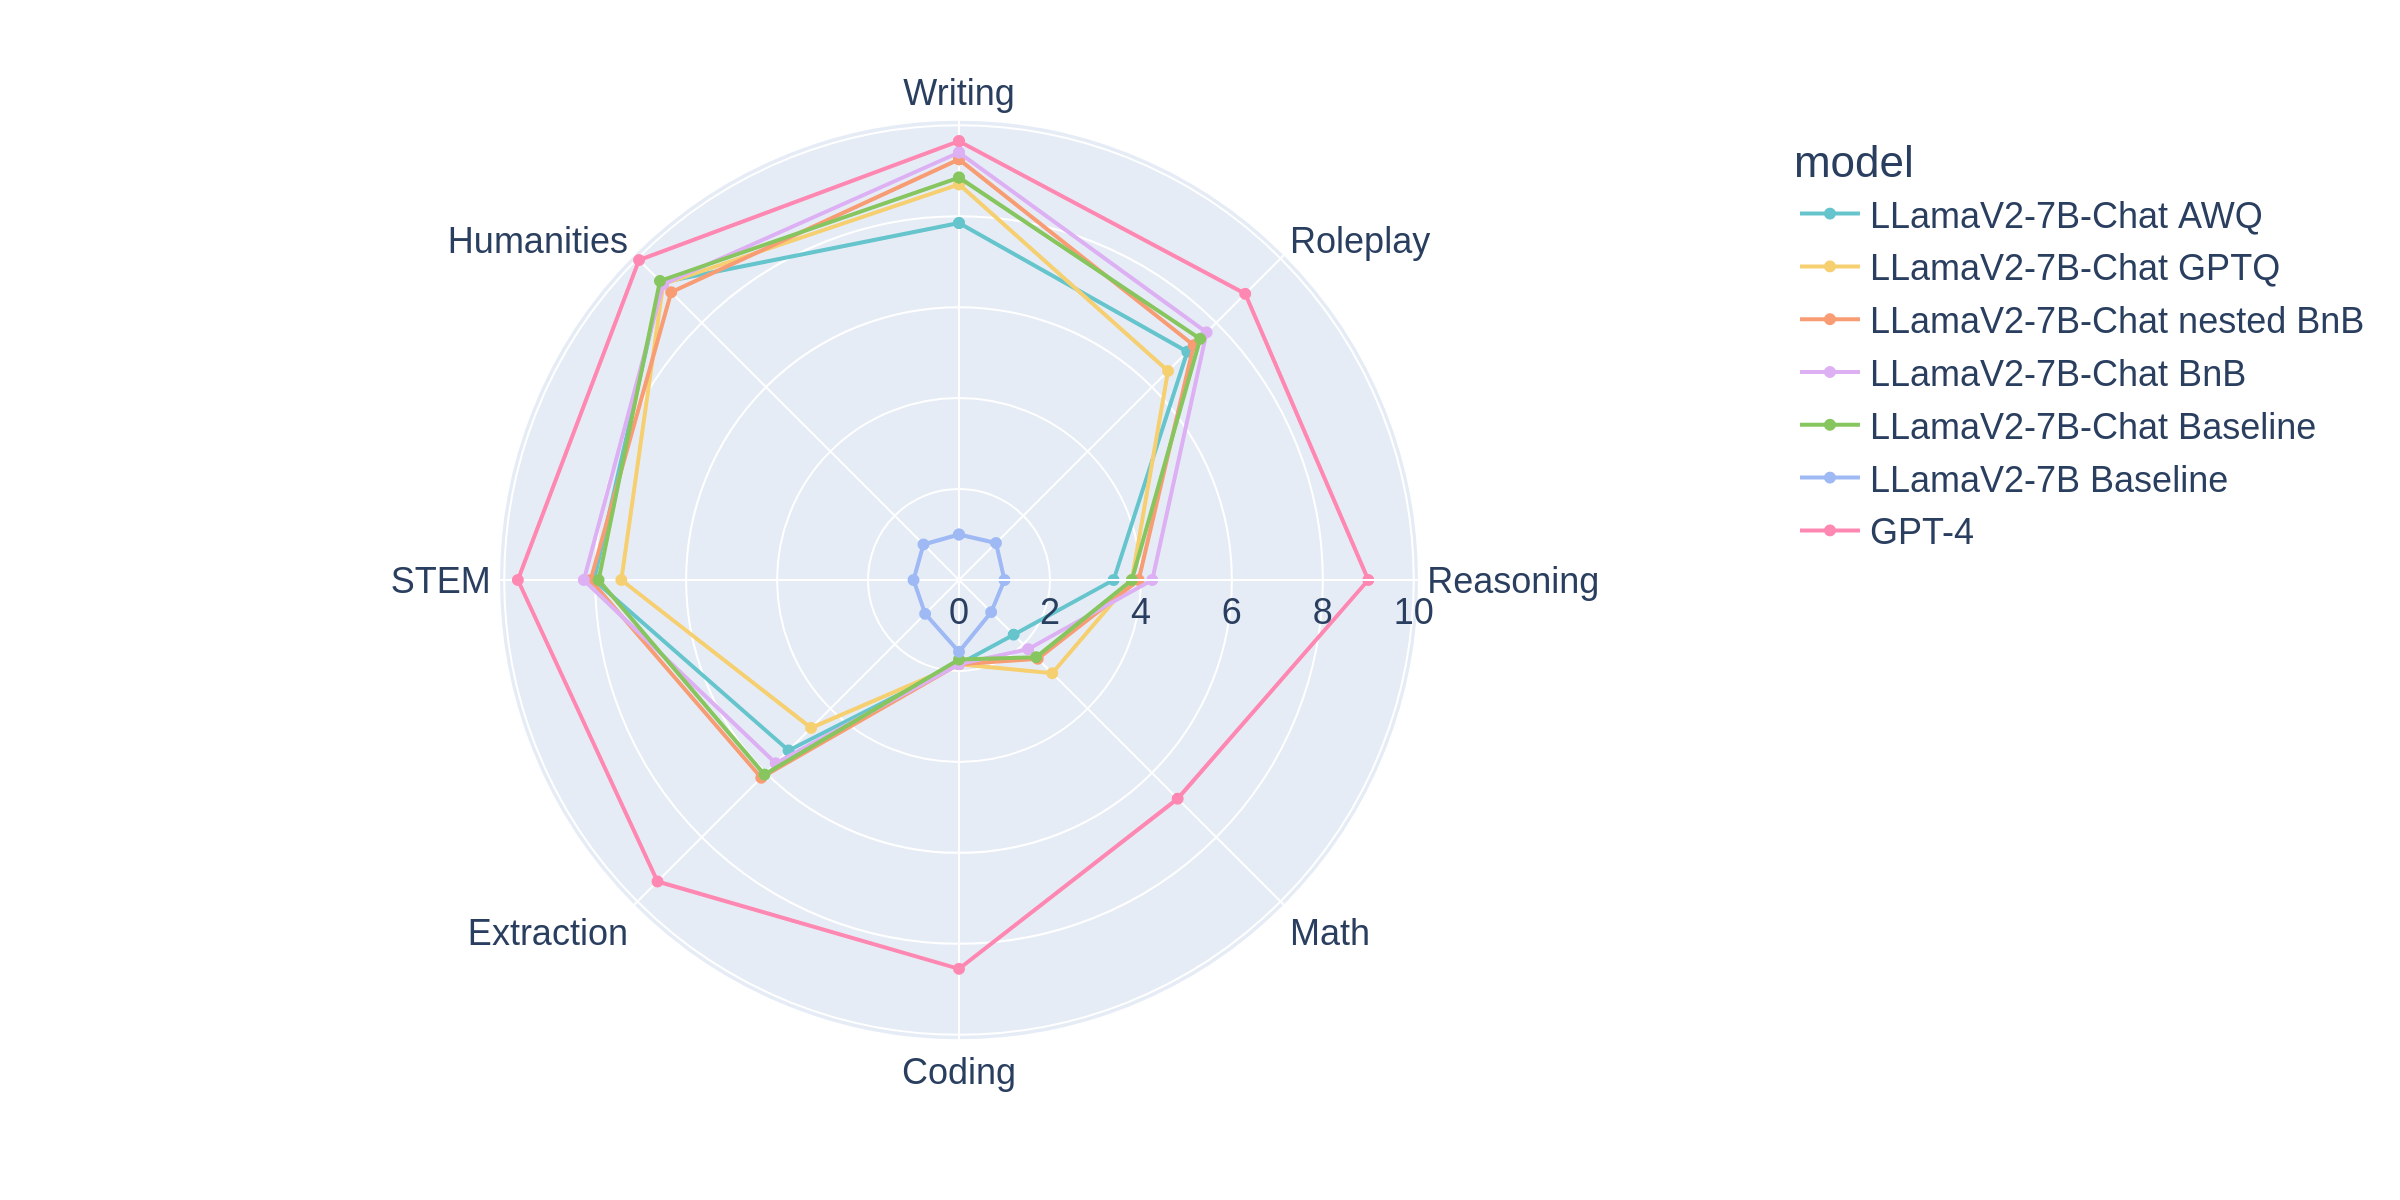 Writing
Humanities
Roleplay
STEM
Reasoning
0 2 4 6 8 10
Extraction
Math
Coding
model
LLamaV2-7B-Chat AWQ
LLamaV2-7B-Chat GPTQ
LLamaV2-7B-Chat nested BnB
LLamaV2-7B-Chat BnB
LLamaV2-7B-Chat Baseline
LLamaV2-7B Baseline
GPT-4